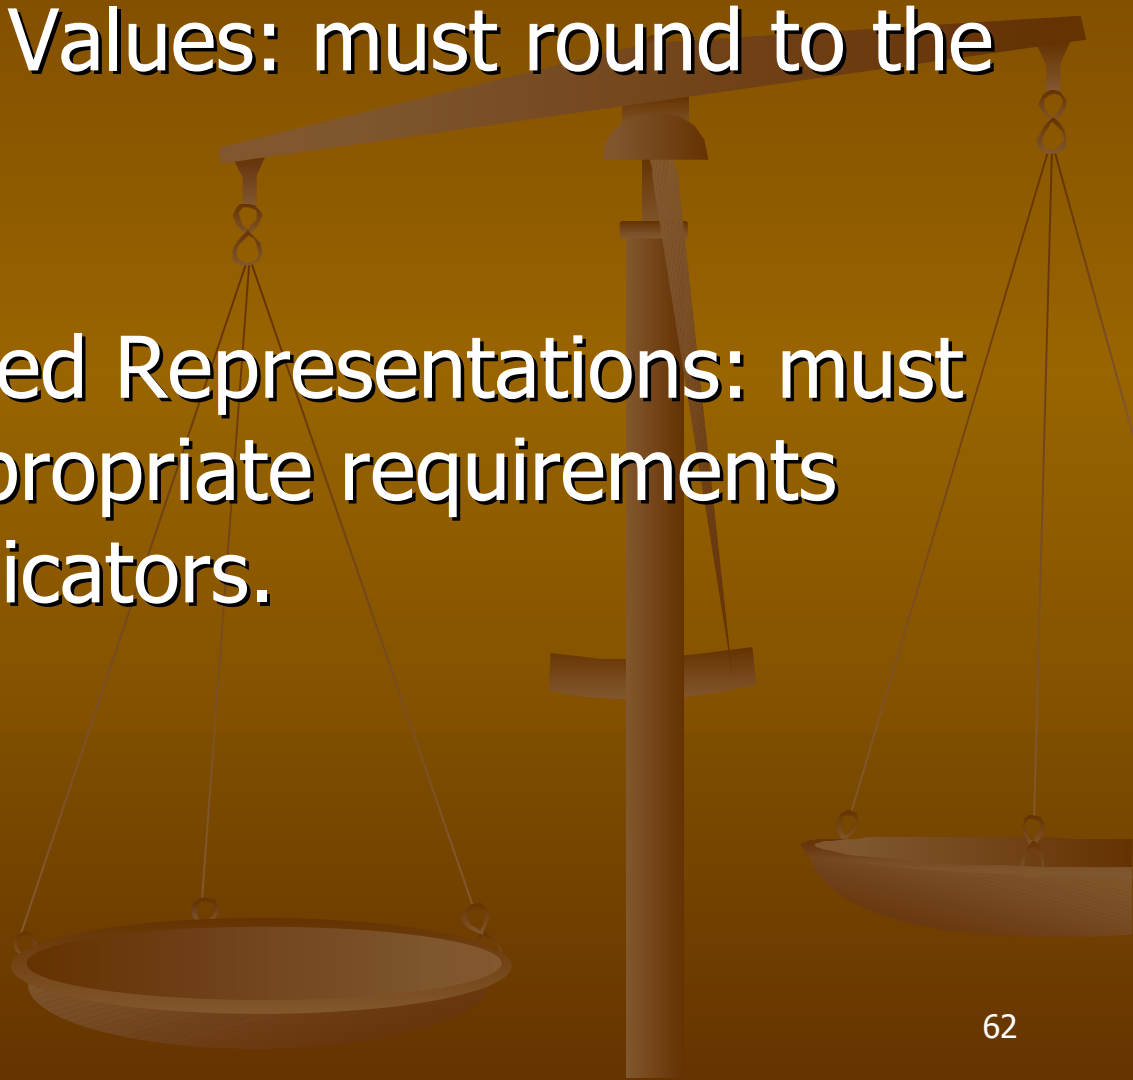 Values: must round to the
ed Representations: must
propriate requirements
icators.
62